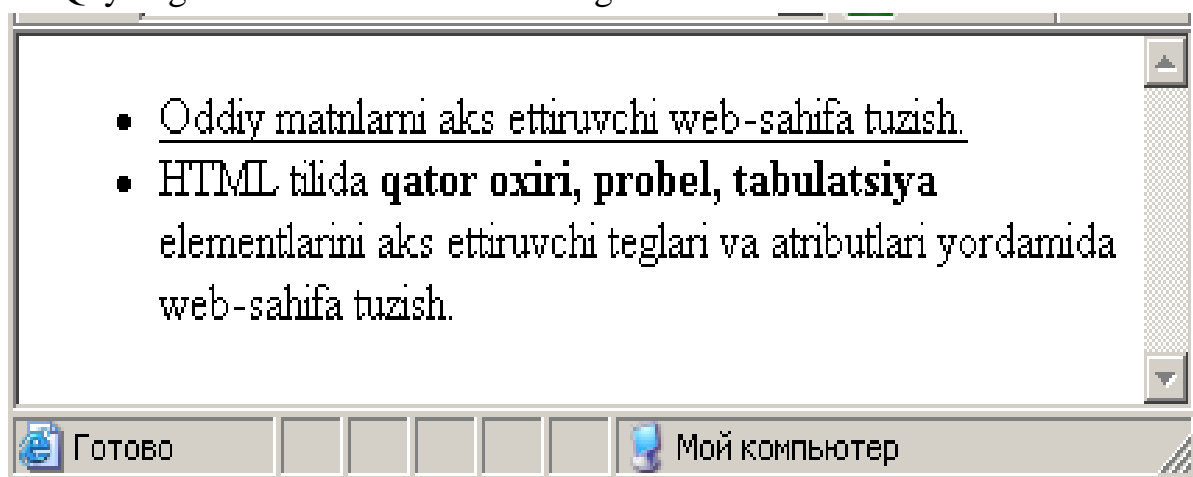 Oddiy matnlarni aks ettiruvchi web-sahifa tuzish.
HTML tilida qator oxiri, probel, tabulatsiya
elementlarini aks ettiruvchi teglari va atributlari yordamida
web-sahifa tuzish.
Готово
Мой компьютер